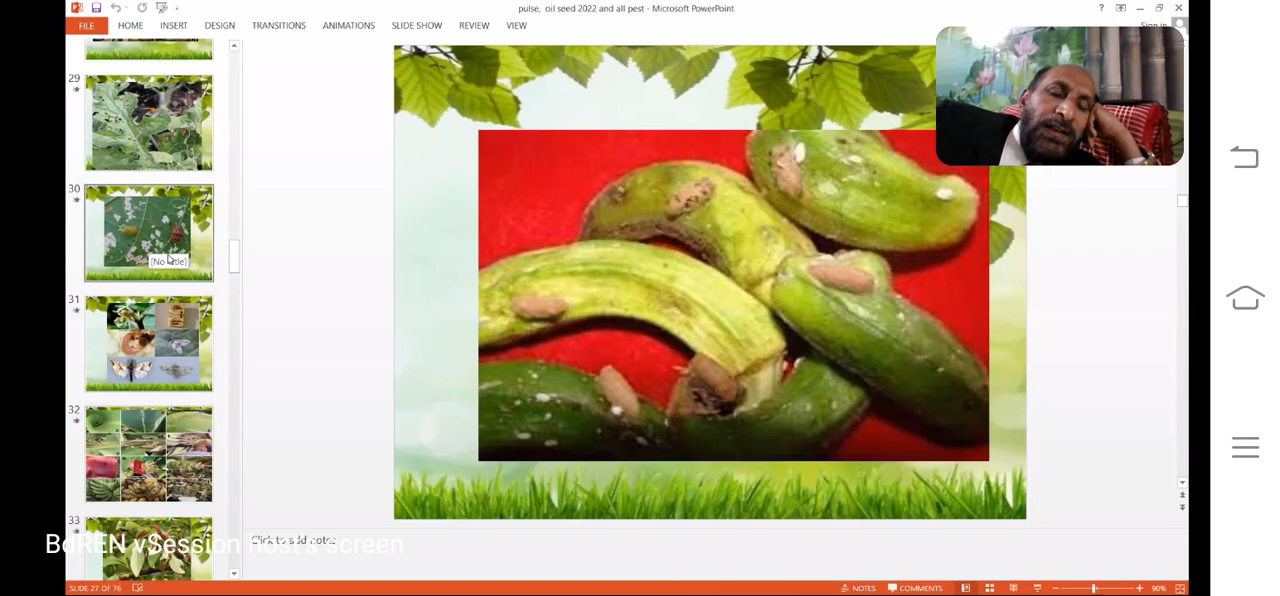 pulse, oil seed 2022 and all pest - Microsoft PowerPoint
Sign in
FILE HOME INSERT DESIGN TRANSITIONS ANIMATIONS SLIDE SHOW REVIEW VIEW
29
30
[No Title]
31
32
33
Click to add notes
BdREN vSession host's screen
SLIDE 27 OF 76
NOTES
COMMENTS
90%